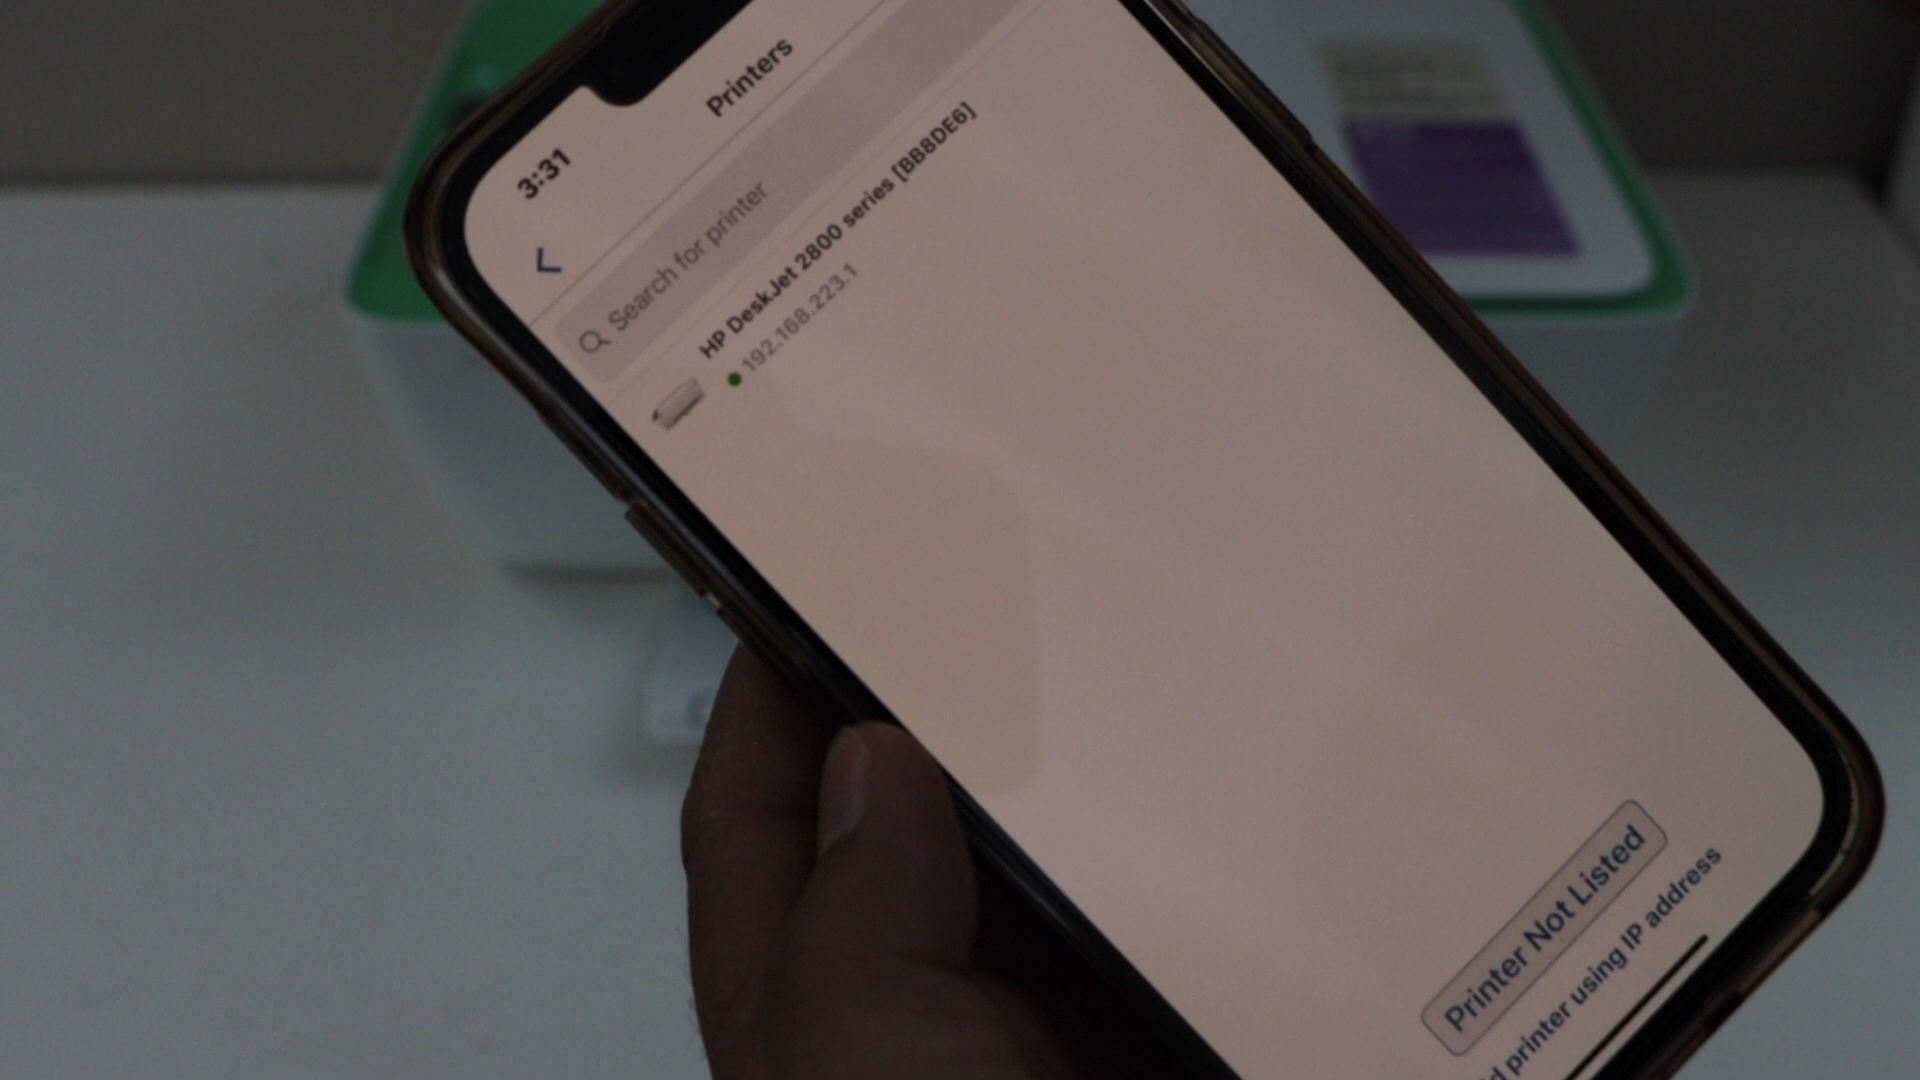 3:31
Printers
Search for printer
HP DeskJet 2800 series [BB8DE6]
192.168.223.1
Printer Not Listed
printer using IP address